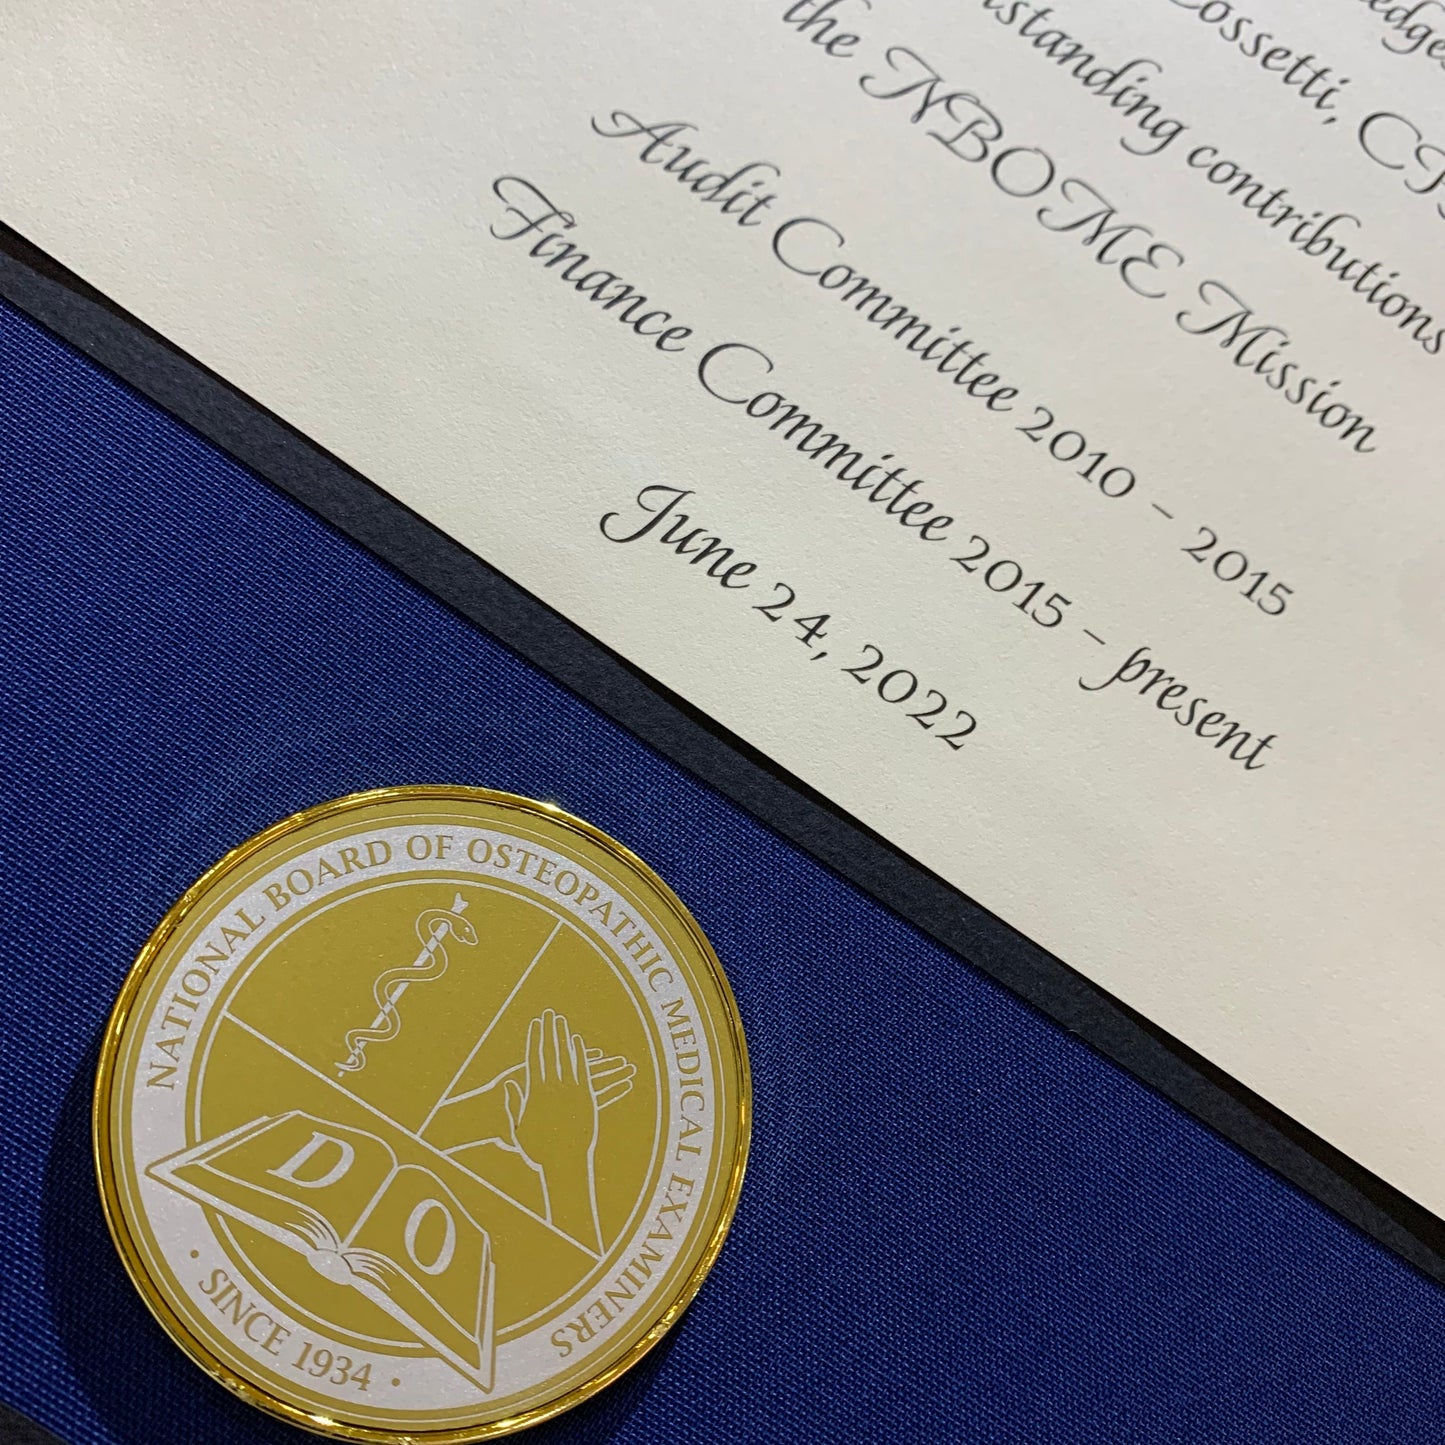 Cossetti,
contributions
the NBOME Mission
Audit Committee 2010 – 2015
Finance Committee 2015 – present
June 24, 2022
NATIONAL BOARD OF OSTEOPATHIC MEDICAL EXAMINERS
D O
• SINCE 1934 •